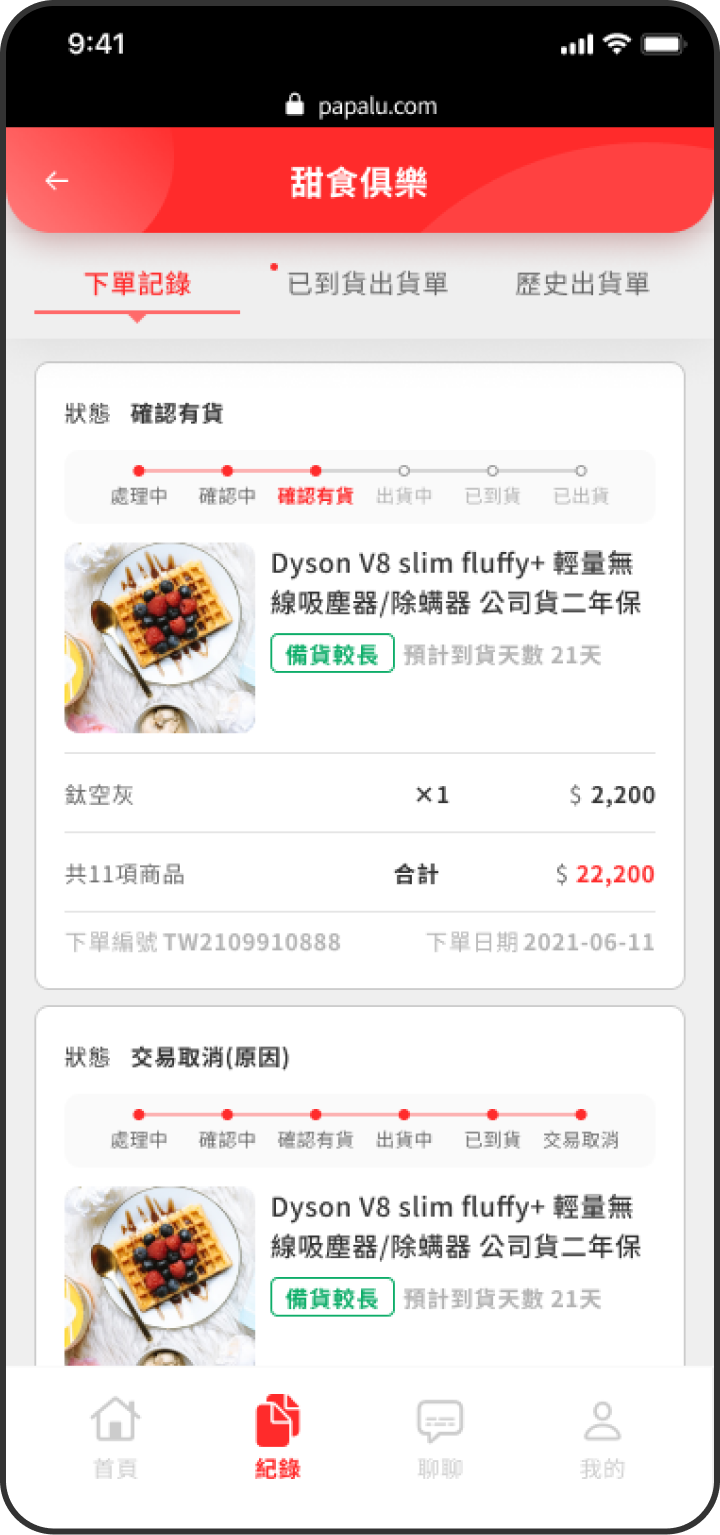 9:41
papalu.com
甜食俱樂
下單記錄 已到貨出貨單 歷史出貨單
狀態 確認有貨
處理中 確認中 確認有貨 出貨中 已到貨 已出貨
Dyson V8 slim fluffy+ 輕量無
線吸塵器/除蟎器 公司貨二年保
備貨較長 預計到貨天數 21天
鈦空灰 ×1 $ 2,200
共11項商品 合計 $ 22,200
下單編號 TW2109910888 下單日期 2021-06-11
狀態 交易取消(原因)
處理中 確認中 確認有貨 出貨中 已到貨 交易取消
Dyson V8 slim fluffy+ 輕量無
線吸塵器/除蟎器 公司貨二年保
備貨較長 預計到貨天數 21天
首頁 紀錄 聊聊 我的